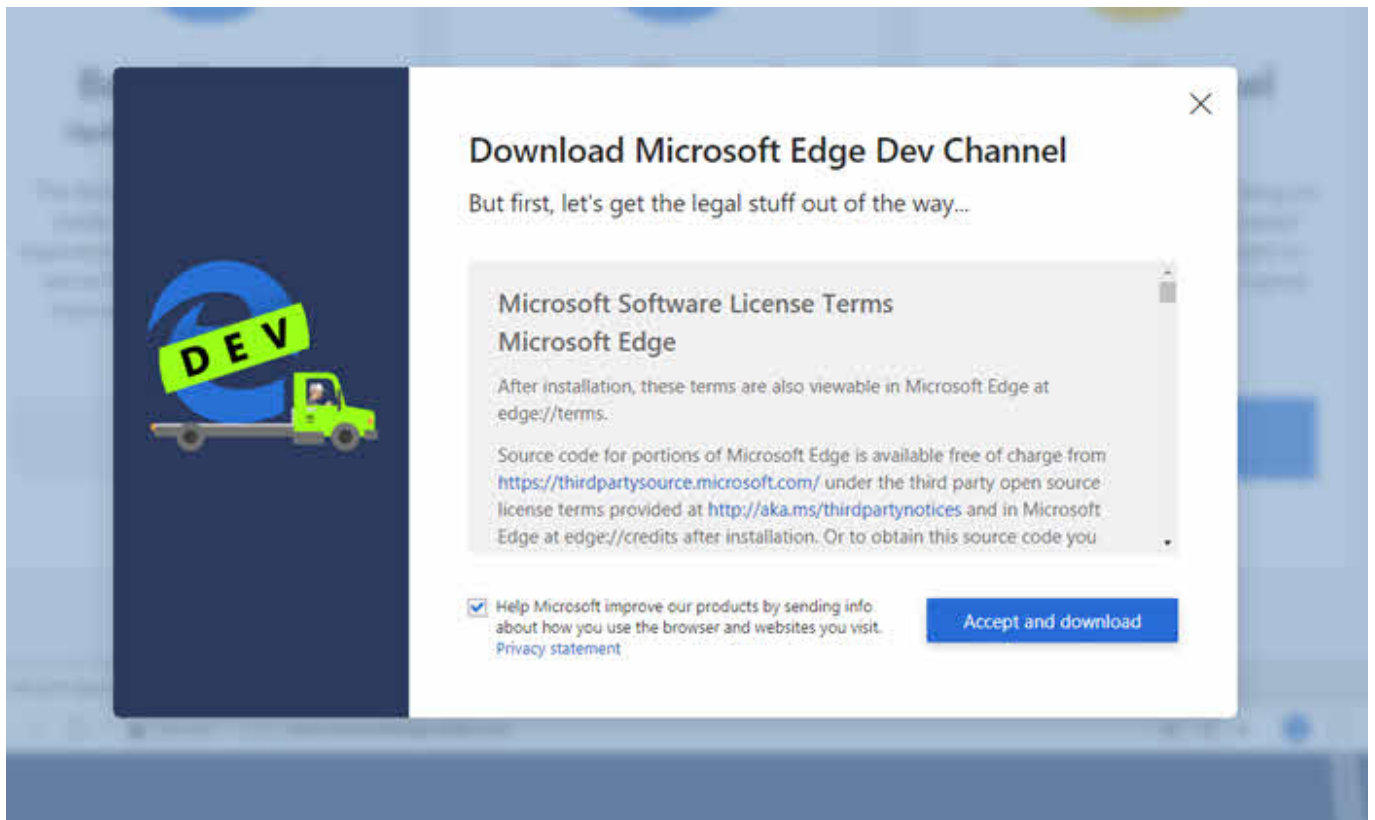 Download Microsoft Edge Dev Channel
But first, let's get the legal stuff out of the way...
DEV
Microsoft Software License Terms
Microsoft Edge
After installation, these terms are also viewable in Microsoft Edge at
edge://terms.
Source code for portions of Microsoft Edge is available free of charge from
https://thirdpartysource.microsoft.com/ under the third party open source
license terms provided at http://aka.ms/thirdpartynotices and in Microsoft
Edge at edge://credits after installation. Or to obtain this source code you
Help Microsoft improve our products by sending info
about how you use the browser and websites you visit.
Privacy statement
Accept and download